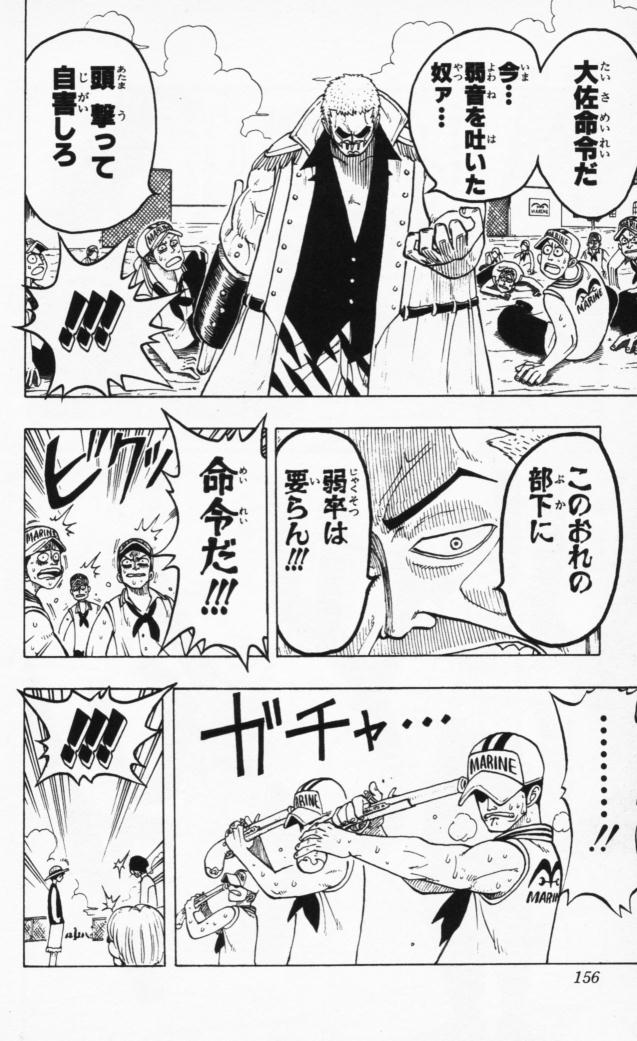 大佐命令だ
今…
弱音を吐いた
奴ァ…
頭撃って
自害しろ
!!!
MARINE
MARINE
このおれの
部下に
弱卒は
要らん!!!
命令だ!!!
ビクッ
MARINE
………!!
ガチャ…
MARINE
MARINE
MARIN
!!!
156